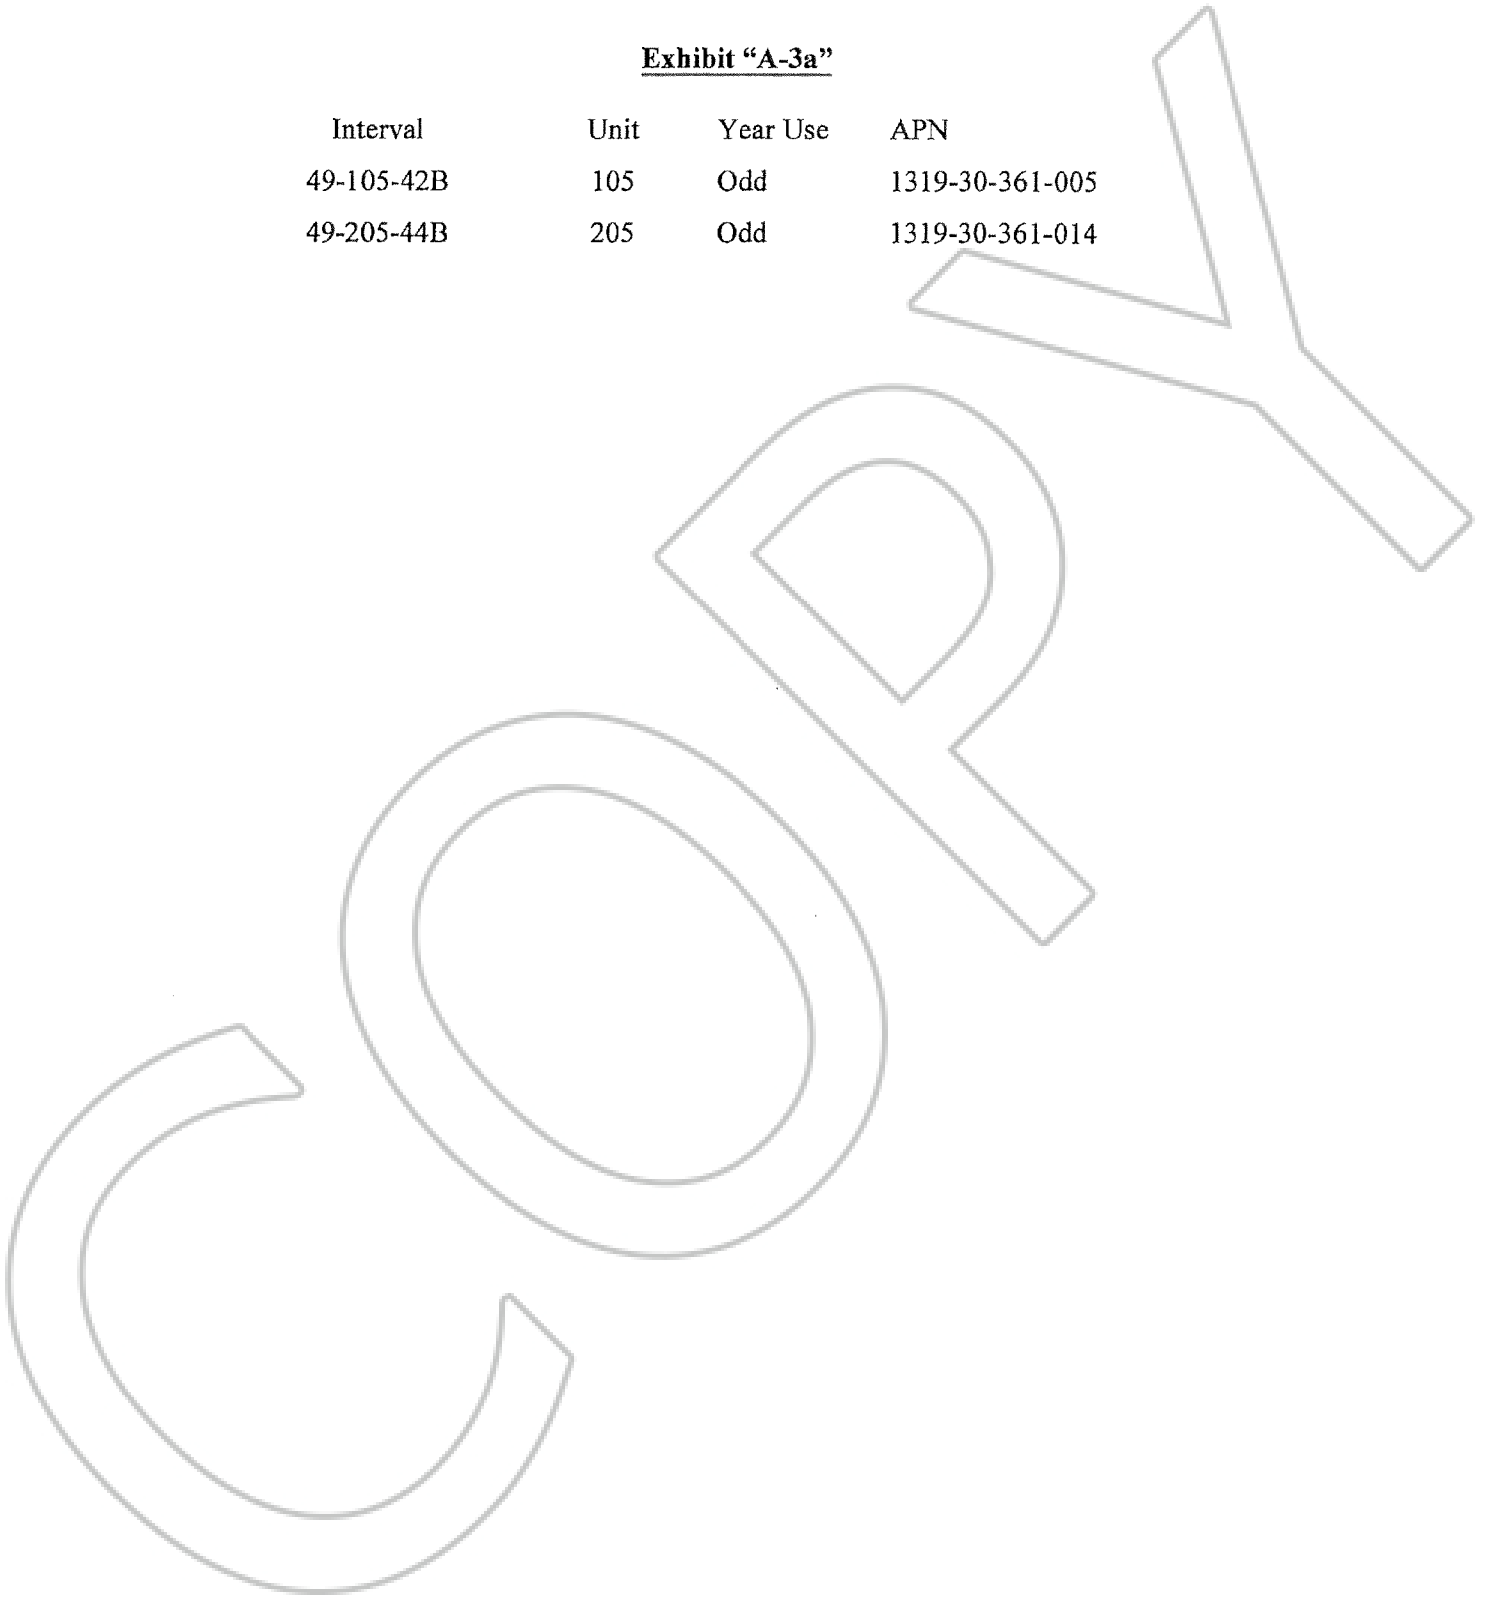 Exhibit “A-3a”
Interval Unit Year Use APN
49-105-42B 105 Odd 1319-30-361-005
49-205-44B 205 Odd 1319-30-361-014
COPY